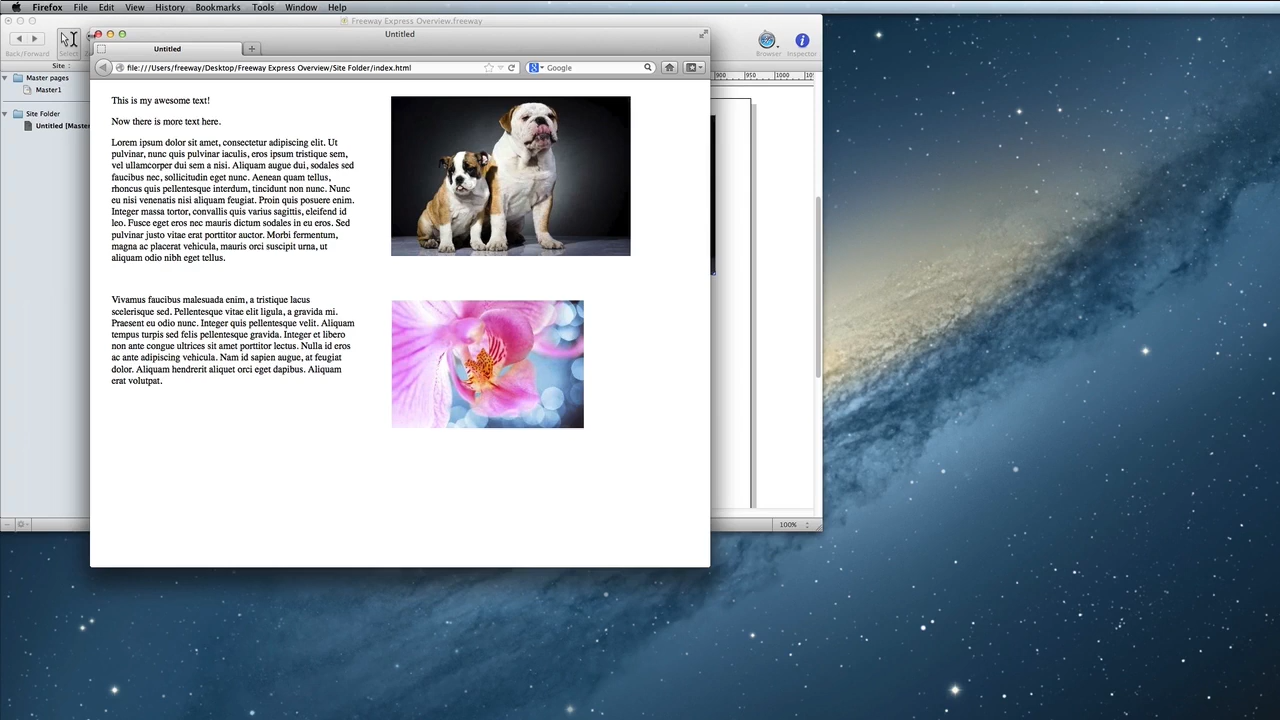 Firefox File Edit View History Bookmarks Tools Window Help
Freeway Express Overview.freeway
Untitled
Back/Forward
Select
Browser
Inspector
Untitled
Site :
file:///Users/freeway/Desktop/Freeway Express Overview/Site Folder/index.html
Google
Master pages
Master1
Site Folder
Untitled [Master
900 950 1000
This is my awesome text!
Now there is more text here.
Lorem ipsum dolor sit amet, consectetur adipiscing elit. Ut
pulvinar, nunc quis pulvinar iaculis, eros ipsum tristique sem,
vel ullamcorper dui sem a nisi. Aliquam augue dui, sodales sed
faucibus nec, sollicitudin eget nunc. Aenean quam tellus,
rhoncus quis pellentesque interdum, tincidunt non nunc. Nunc
eu nisi venenatis nisi aliquam feugiat. Proin quis posuere enim.
Integer massa tortor, convallis quis varius sagittis, eleifend id
leo. Fusce eget eros nec mauris dictum sodales in eu eros. Sed
pulvinar justo vitae erat porttitor auctor. Morbi fermentum,
magna ac placerat vehicula, mauris orci suscipit urna, ut
aliquam odio nibh eget tellus.
Vivamus faucibus malesuada enim, a tristique lacus
scelerisque sed. Pellentesque vitae elit ligula, a gravida mi.
Praesent eu odio nunc. Integer quis pellentesque velit. Aliquam
tempus turpis sed felis pellentesque gravida. Integer et libero
non ante congue ultrices sit amet porttitor lectus. Nulla id eros
ac ante adipiscing vehicula. Nam id sapien augue, at feugiat
dolor. Aliquam hendrerit aliquet orci eget dapibus. Aliquam
erat volutpat.
100%